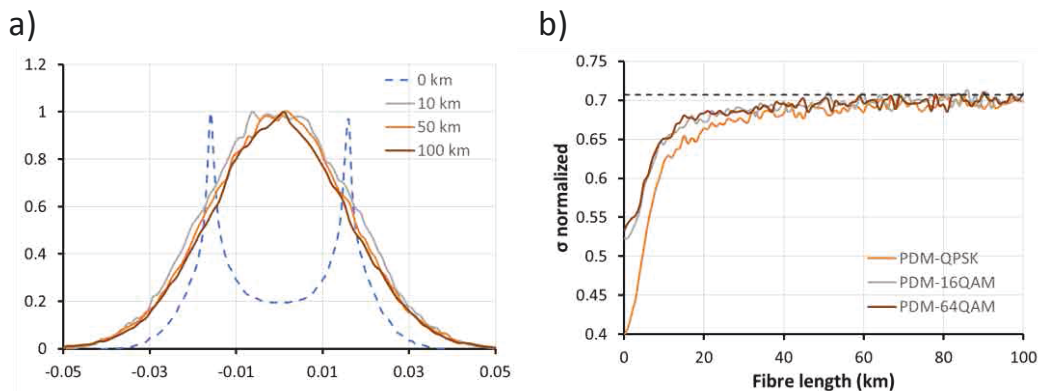 a)
1.2
1
0.8
0.6
0.4
0.2
0
-0.05
-0.03
-0.01
0.01
0.03
0.05
0 km
10 km
50 km
100 km
b)
0.75
0.7
0.65
0.6
0.55
0.5
0.45
0.4
σ normalized
0
20
40
60
80
100
Fibre length (km)
PDM-QPSK
PDM-16QAM
PDM-64QAM